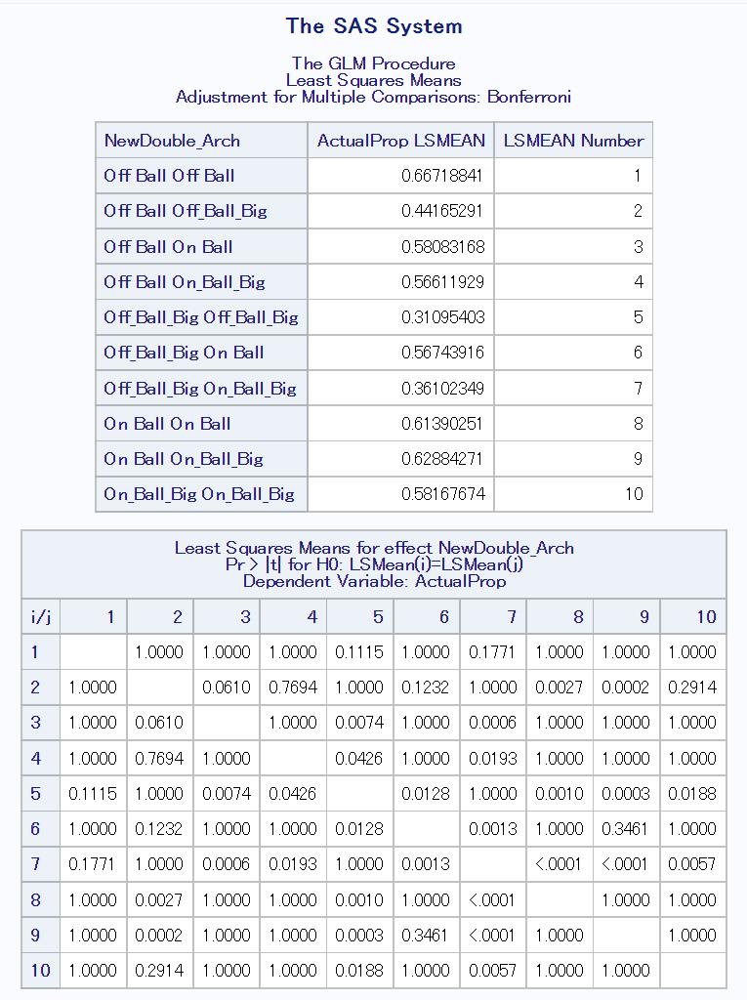 The SAS System
The GLM Procedure
Least Squares Means
Adjustment for Multiple Comparisons: Bonferroni
NewDouble_Arch ActualProp LSMEAN LSMEAN Number
Off Ball Off Ball 0.66718841 1
Off Ball Off_Ball_Big 0.44165291 2
Off Ball On Ball 0.58083168 3
Off Ball On_Ball_Big 0.56611929 4
Off_Ball_Big Off_Ball_Big 0.31095403 5
Off_Ball_Big On Ball 0.56743916 6
Off_Ball_Big On_Ball_Big 0.36102349 7
On Ball On Ball 0.61390251 8
On Ball On_Ball_Big 0.62884271 9
On_Ball_Big On_Ball_Big 0.58167674 10
Least Squares Means for effect NewDouble_Arch
Pr > |t| for H0: LSMean(i)=LSMean(j)
Dependent Variable: ActualProp
i/j 1 2 3 4 5 6 7 8 9 10
1 1.0000 1.0000 1.0000 0.1115 1.0000 0.1771 1.0000 1.0000 1.0000
2 1.0000 0.0610 0.7694 1.0000 0.1232 1.0000 0.0027 0.0002 0.2914
3 1.0000 0.0610 1.0000 0.0074 1.0000 0.0006 1.0000 1.0000 1.0000
4 1.0000 0.7694 1.0000 0.0426 1.0000 0.0193 1.0000 1.0000 1.0000
5 0.1115 1.0000 0.0074 0.0426 0.0128 1.0000 0.0010 0.0003 0.0188
6 1.0000 0.1232 1.0000 1.0000 0.0128 0.0013 1.0000 0.3461 1.0000
7 0.1771 1.0000 0.0006 0.0193 1.0000 0.0013 <.0001 <.0001 0.0057
8 1.0000 0.0027 1.0000 1.0000 0.0010 1.0000 <.0001 1.0000 1.0000
9 1.0000 0.0002 1.0000 1.0000 0.0003 0.3461 <.0001 1.0000 1.0000
10 1.0000 0.2914 1.0000 1.0000 0.0188 1.0000 0.0057 1.0000 1.0000